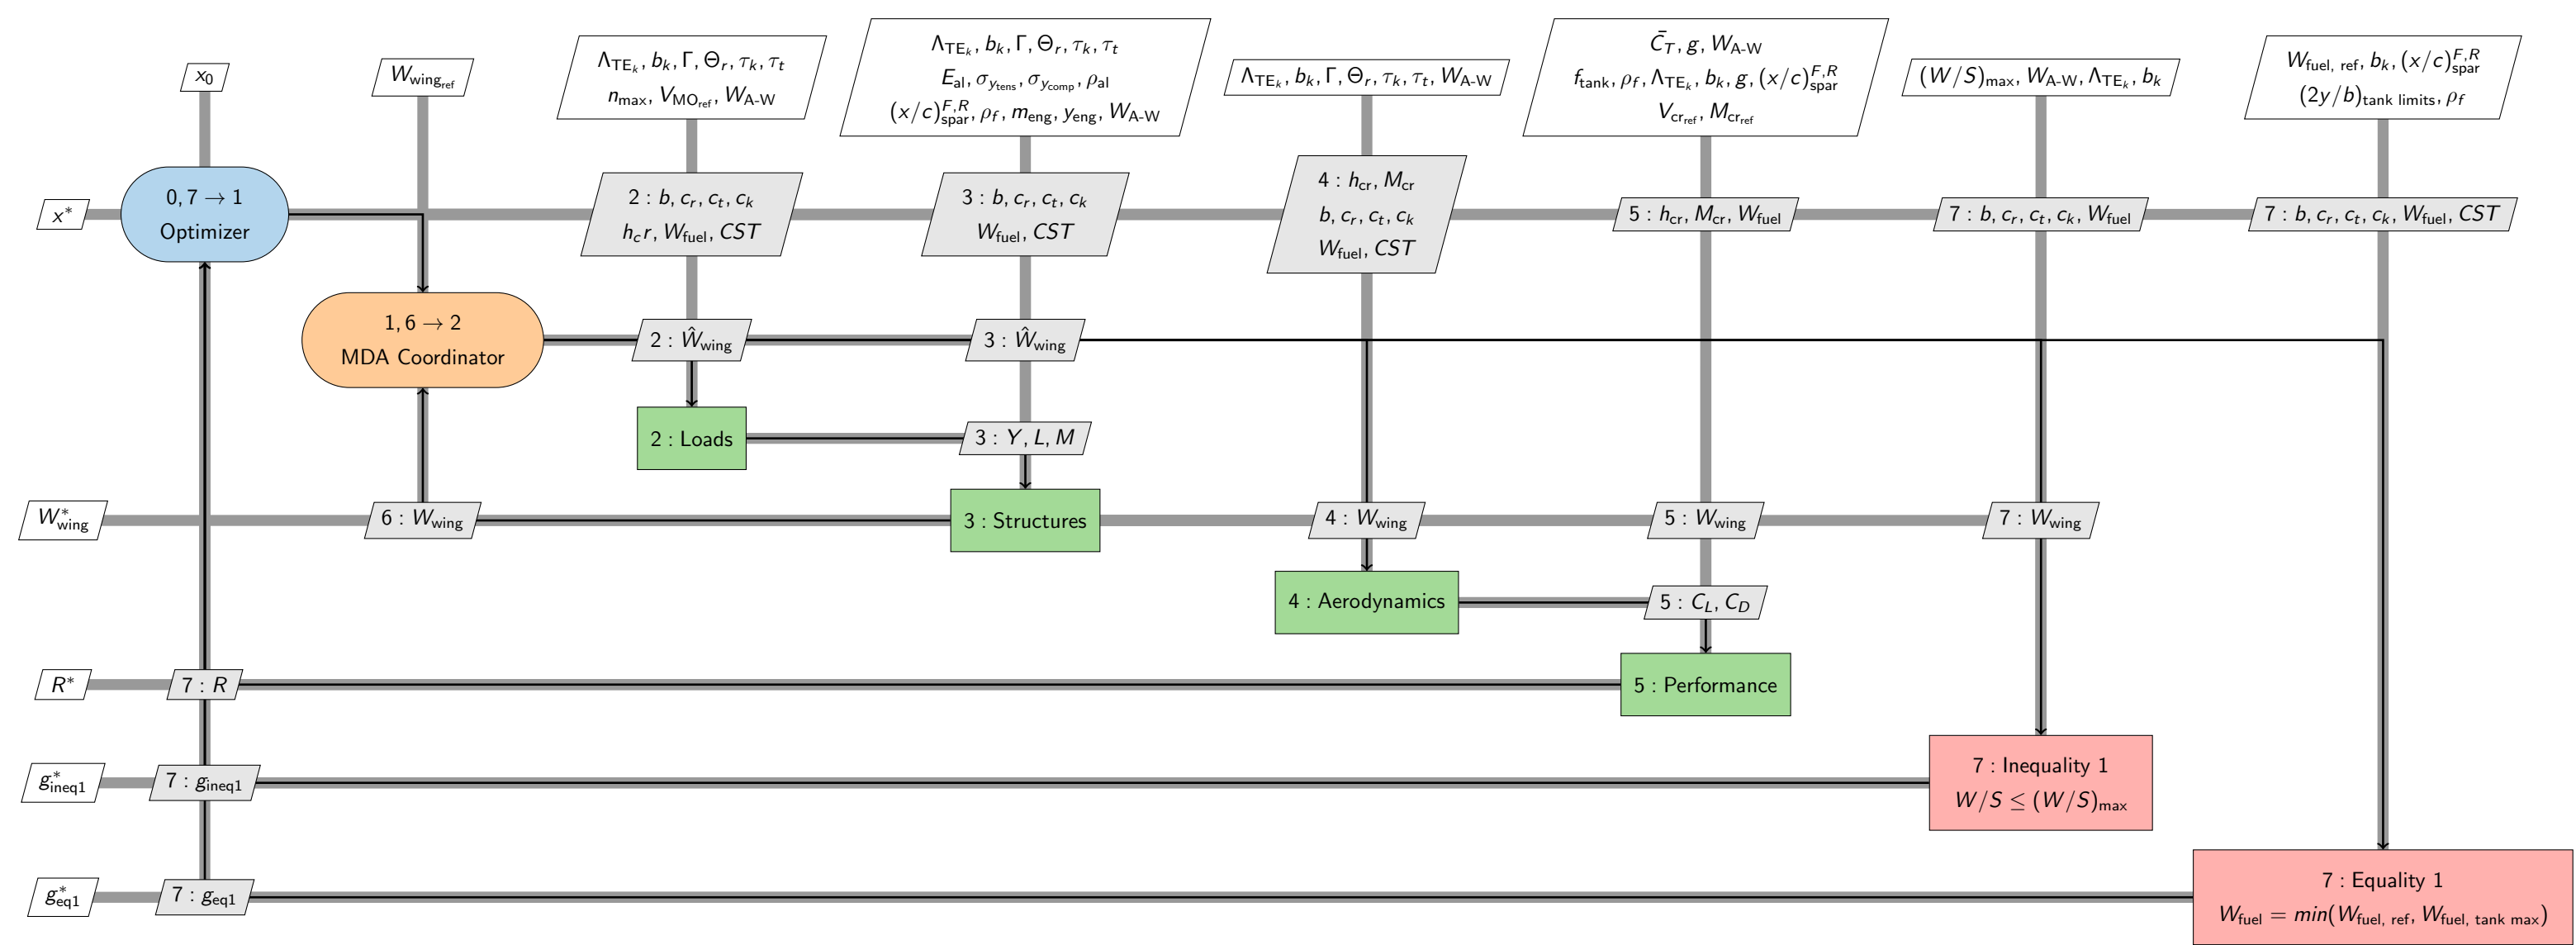 x₀
W_wing_ref
Λ_TE_k, b_k, Γ, Θ_r, τ_k, τ_t
n_max, V_MO_ref, W_A-W
Λ_TE_k, b_k, Γ, Θ_r, τ_k, τ_t
E_al, σ_y_tens, σ_y_comp, ρ_al
(x/c)^F,R_spar, ρ_f, m_eng, y_eng, W_A-W
Λ_TE_k, b_k, Γ, Θ_r, τ_k, τ_t, W_A-W
C̄_T, g, W_A-W
f_tank, ρ_f, Λ_TE_k, b_k, g, (x/c)^F,R_spar
V_cr_ref, M_cr_ref
(W/S)_max, W_A-W, Λ_TE_k, b_k
W_fuel, ref, b_k, (x/c)^F,R_spar
(2y/b)_tank limits, ρ_f
x*
0, 7 → 1
Optimizer
2 : b, c_r, c_t, c_k
h_c r, W_fuel, CST
3 : b, c_r, c_t, c_k
W_fuel, CST
4 : h_cr, M_cr
b, c_r, c_t, c_k
W_fuel, CST
5 : h_cr, M_cr, W_fuel
7 : b, c_r, c_t, c_k, W_fuel
7 : b, c_r, c_t, c_k, W_fuel, CST
1, 6 → 2
MDA Coordinator
2 : Ŵ_wing
3 : Ŵ_wing
2 : Loads
3 : Y, L, M
W*_wing
6 : W_wing
3 : Structures
4 : W_wing
5 : W_wing
7 : W_wing
4 : Aerodynamics
5 : C_L, C_D
R*
7 : R
5 : Performance
g*_ineq1
7 : g_ineq1
7 : Inequality 1
W/S ≤ (W/S)_max
g*_eq1
7 : g_eq1
7 : Equality 1
W_fuel = min(W_fuel, ref, W_fuel, tank max)